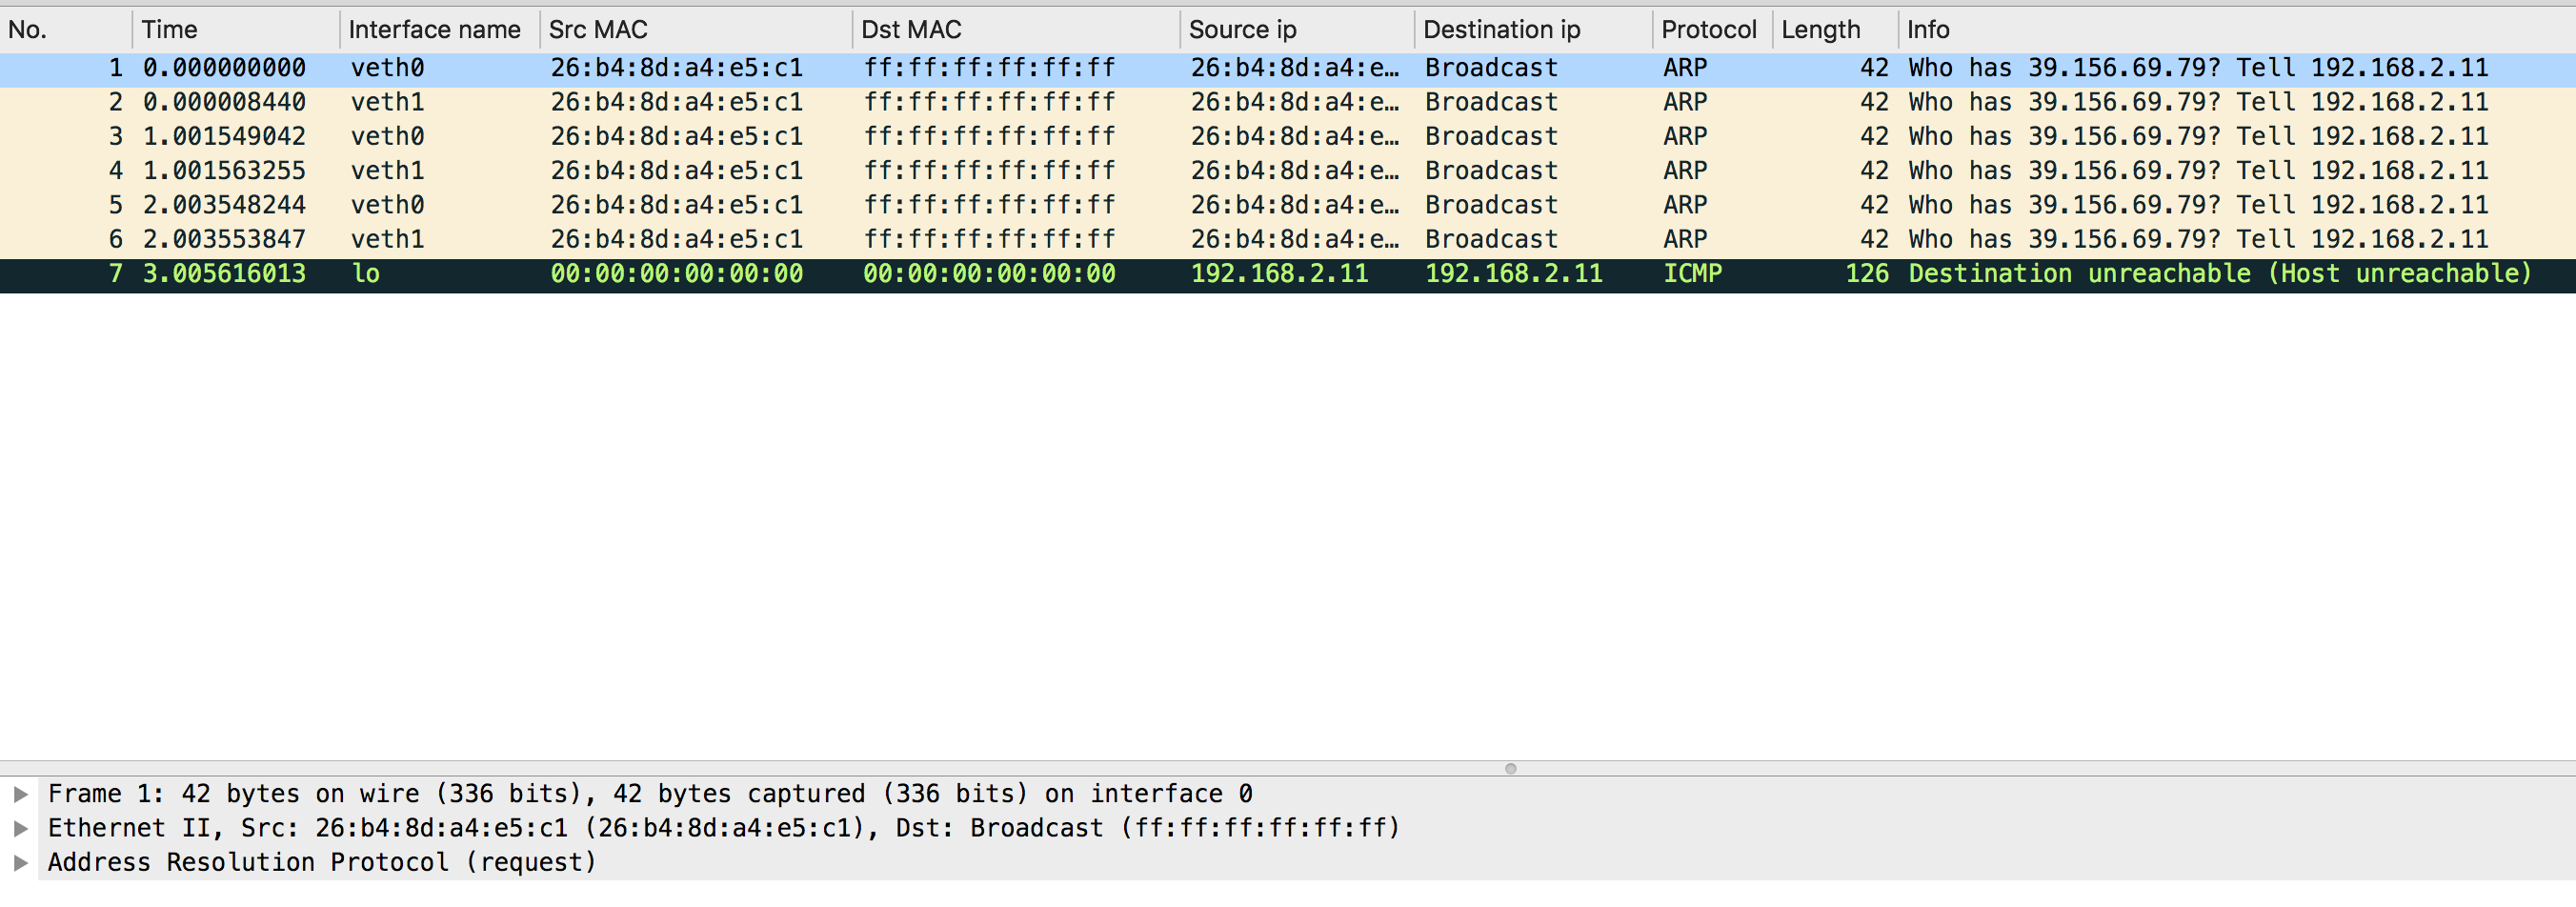 No. Time Interface name Src MAC Dst MAC Source ip Destination ip Protocol Length Info
1 0.000000000 veth0 26:b4:8d:a4:e5:c1 ff:ff:ff:ff:ff:ff 26:b4:8d:a4:e… Broadcast ARP 42 Who has 39.156.69.79? Tell 192.168.2.11
2 0.000008440 veth1 26:b4:8d:a4:e5:c1 ff:ff:ff:ff:ff:ff 26:b4:8d:a4:e… Broadcast ARP 42 Who has 39.156.69.79? Tell 192.168.2.11
3 1.001549042 veth0 26:b4:8d:a4:e5:c1 ff:ff:ff:ff:ff:ff 26:b4:8d:a4:e… Broadcast ARP 42 Who has 39.156.69.79? Tell 192.168.2.11
4 1.001563255 veth1 26:b4:8d:a4:e5:c1 ff:ff:ff:ff:ff:ff 26:b4:8d:a4:e… Broadcast ARP 42 Who has 39.156.69.79? Tell 192.168.2.11
5 2.003548244 veth0 26:b4:8d:a4:e5:c1 ff:ff:ff:ff:ff:ff 26:b4:8d:a4:e… Broadcast ARP 42 Who has 39.156.69.79? Tell 192.168.2.11
6 2.003553847 veth1 26:b4:8d:a4:e5:c1 ff:ff:ff:ff:ff:ff 26:b4:8d:a4:e… Broadcast ARP 42 Who has 39.156.69.79? Tell 192.168.2.11
7 3.005616013 lo 00:00:00:00:00:00 00:00:00:00:00:00 192.168.2.11 192.168.2.11 ICMP 126 Destination unreachable (Host unreachable)
Frame 1: 42 bytes on wire (336 bits), 42 bytes captured (336 bits) on interface 0
Ethernet II, Src: 26:b4:8d:a4:e5:c1 (26:b4:8d:a4:e5:c1), Dst: Broadcast (ff:ff:ff:ff:ff:ff)
Address Resolution Protocol (request)